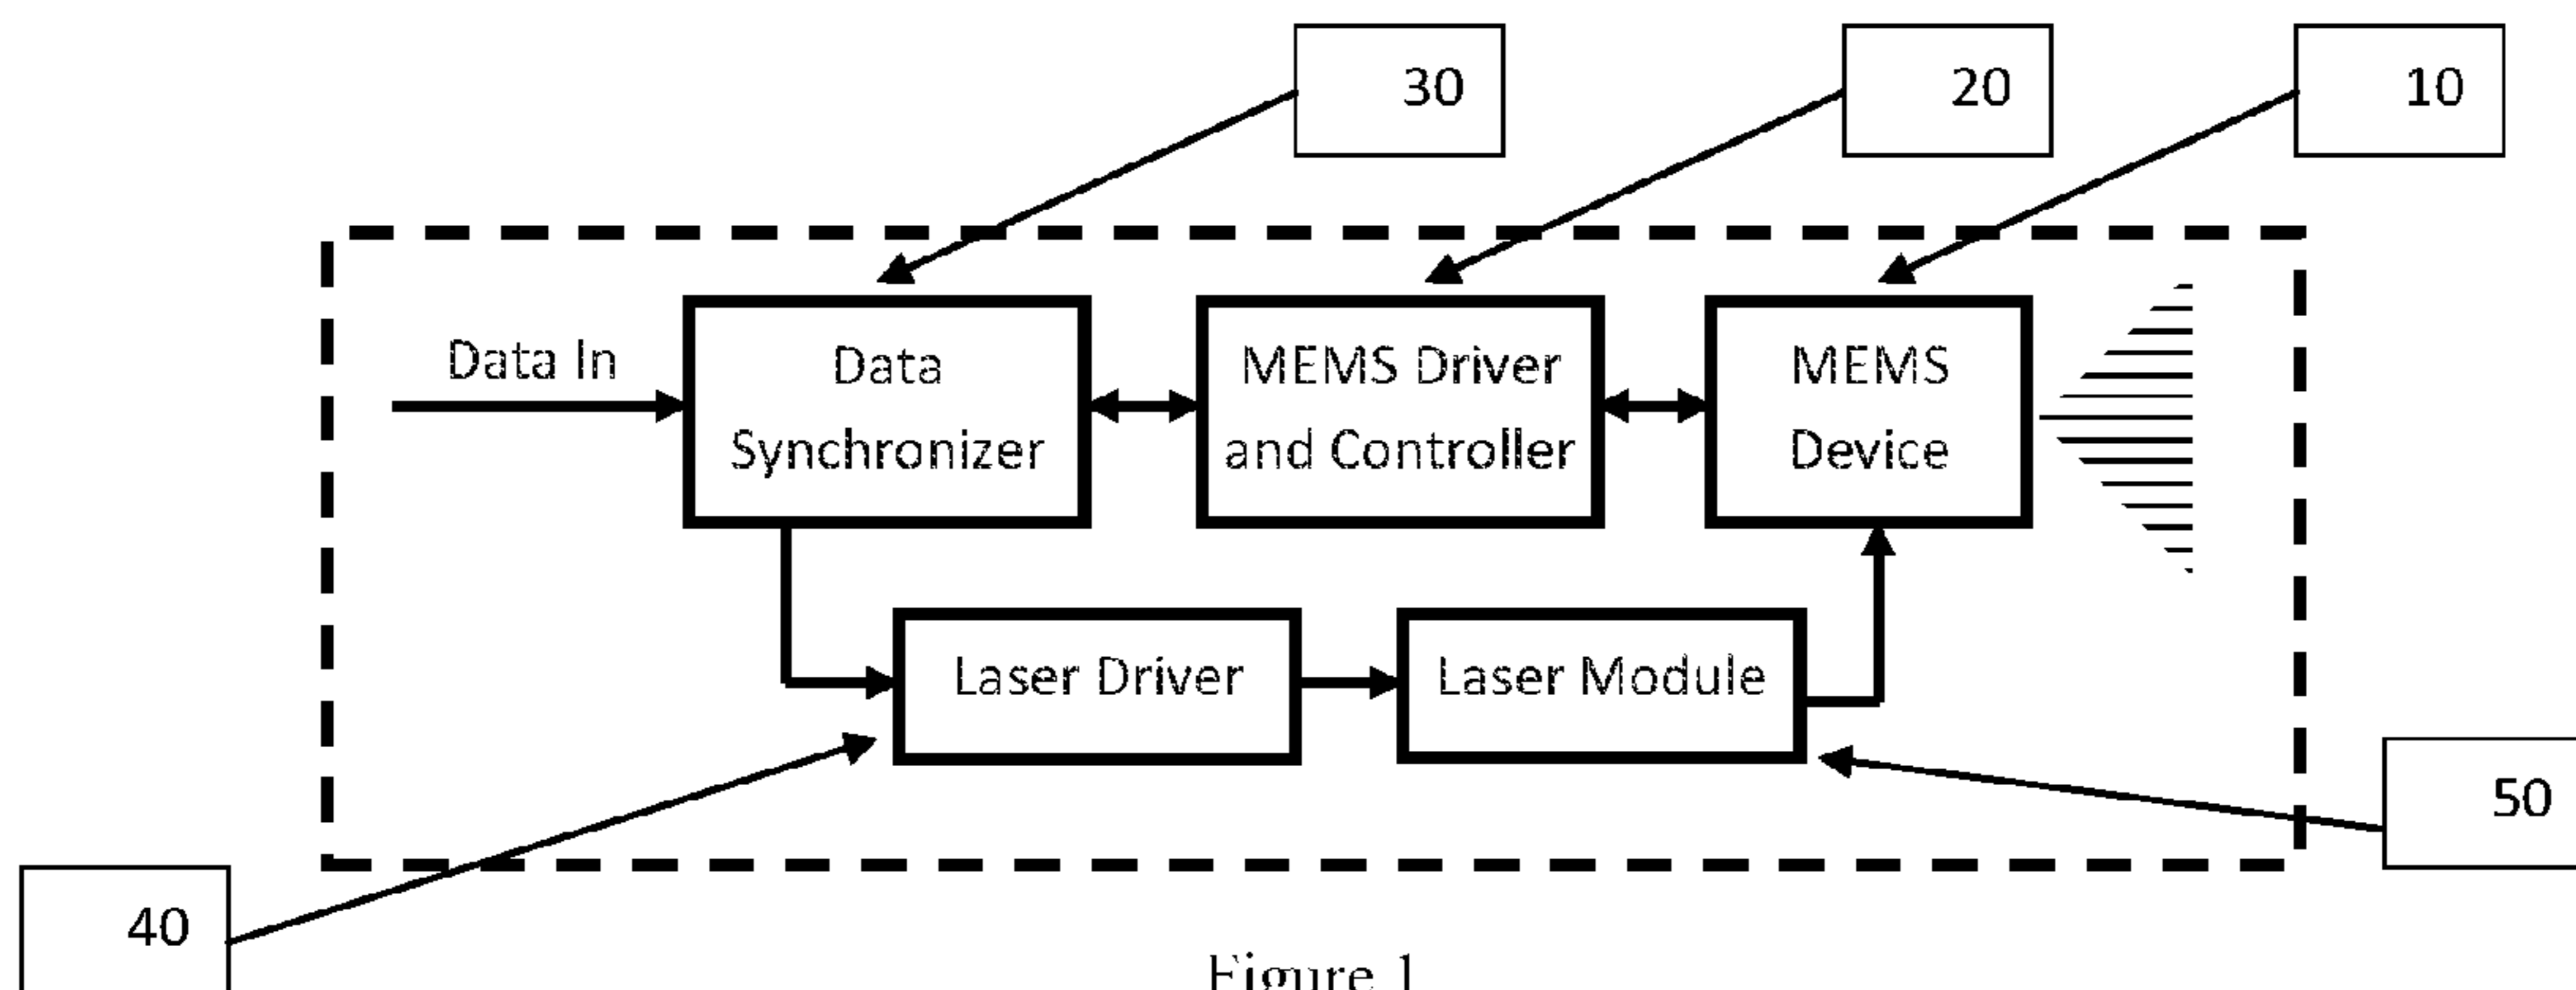 30
20
10
Data In
Data
Synchronizer
MEMS Driver
and Controller
MEMS
Device
Laser Driver
Laser Module
50
40
Figure 1